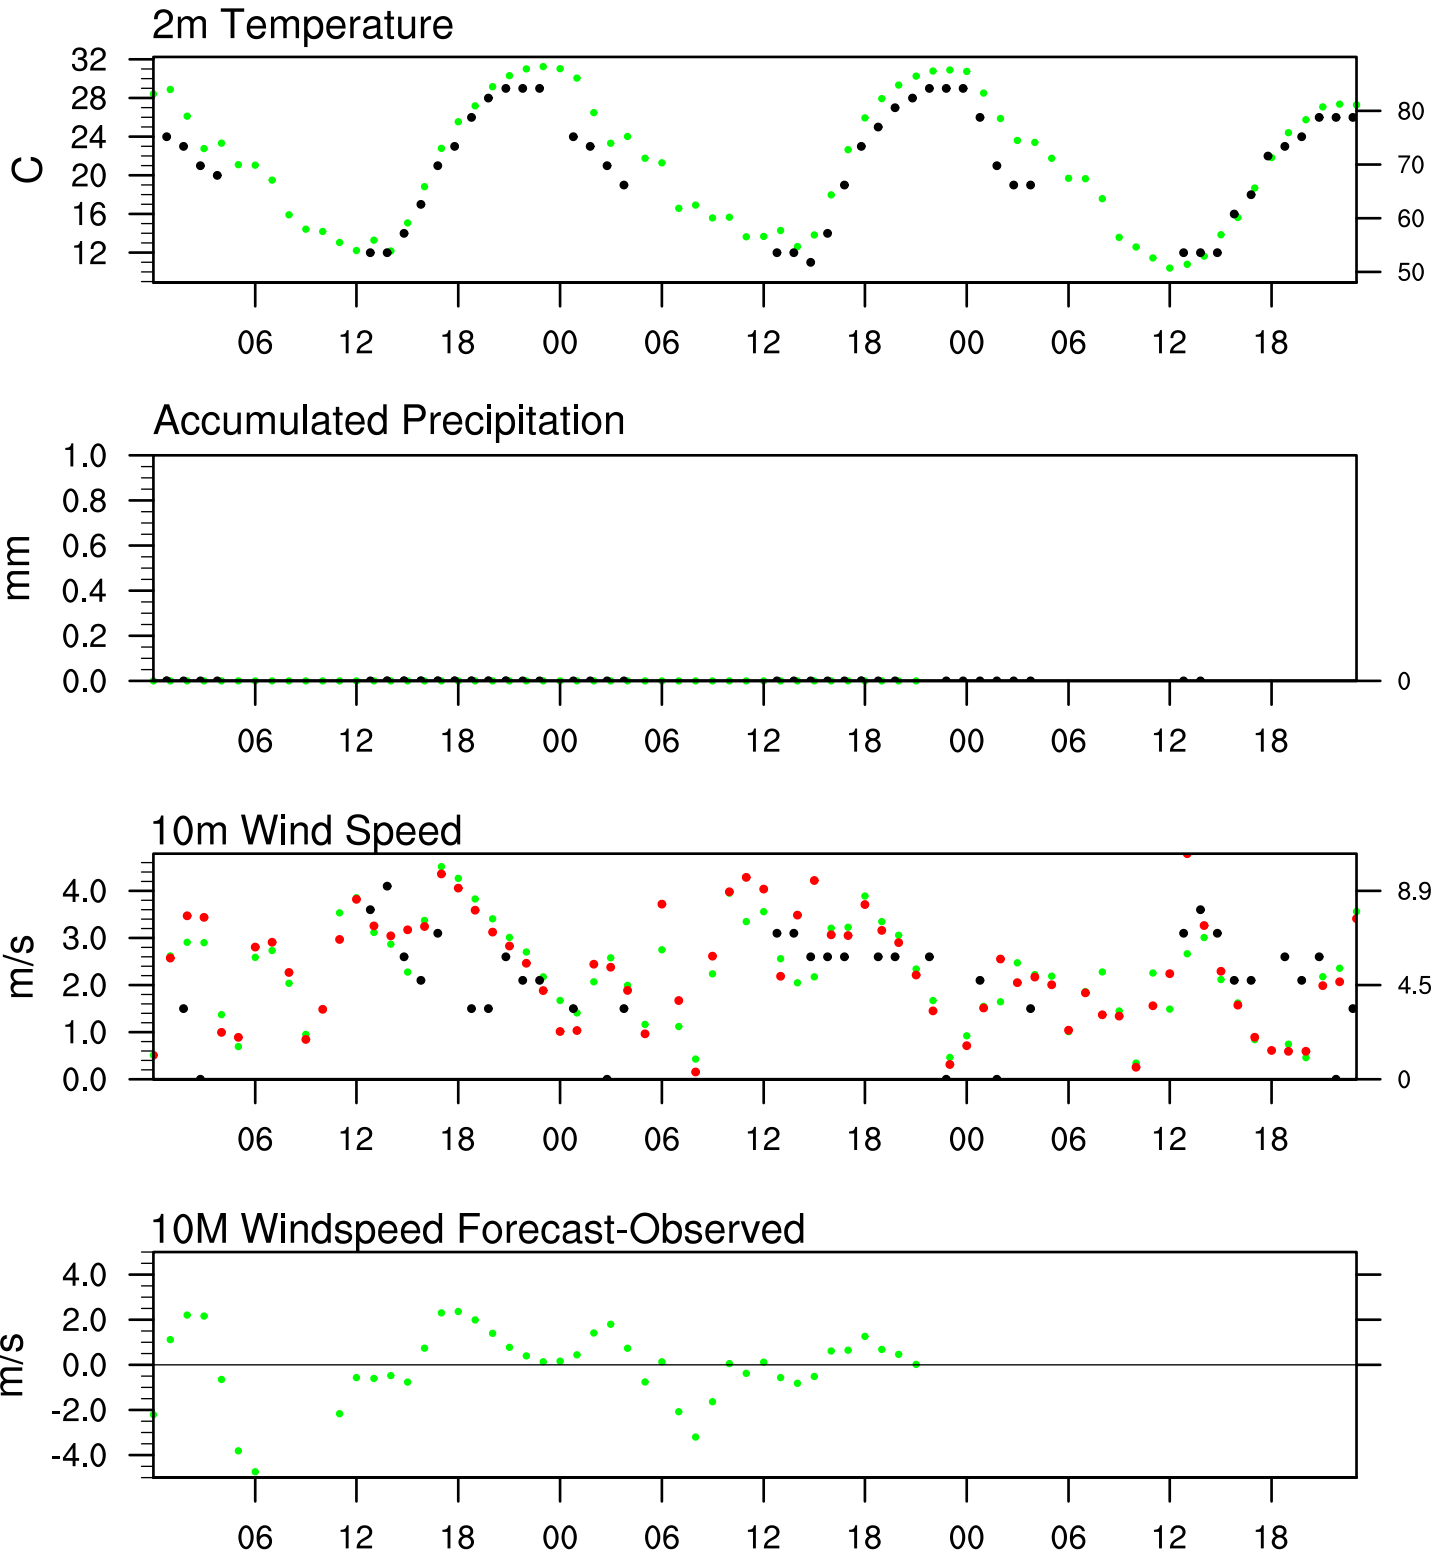 2m Temperature
32
28
24
20
16
12
C
80
70
60
50
06 12 18 00 06 12 18 00 06 12 18
Accumulated Precipitation
1.0
0.8
0.6
0.4
0.2
0.0
mm
0
06 12 18 00 06 12 18 00 06 12 18
10m Wind Speed
4.0
3.0
2.0
1.0
0.0
m/s
8.9
4.5
0
06 12 18 00 06 12 18 00 06 12 18
10M Windspeed Forecast-Observed
4.0
2.0
0.0
-2.0
-4.0
m/s
06 12 18 00 06 12 18 00 06 12 18